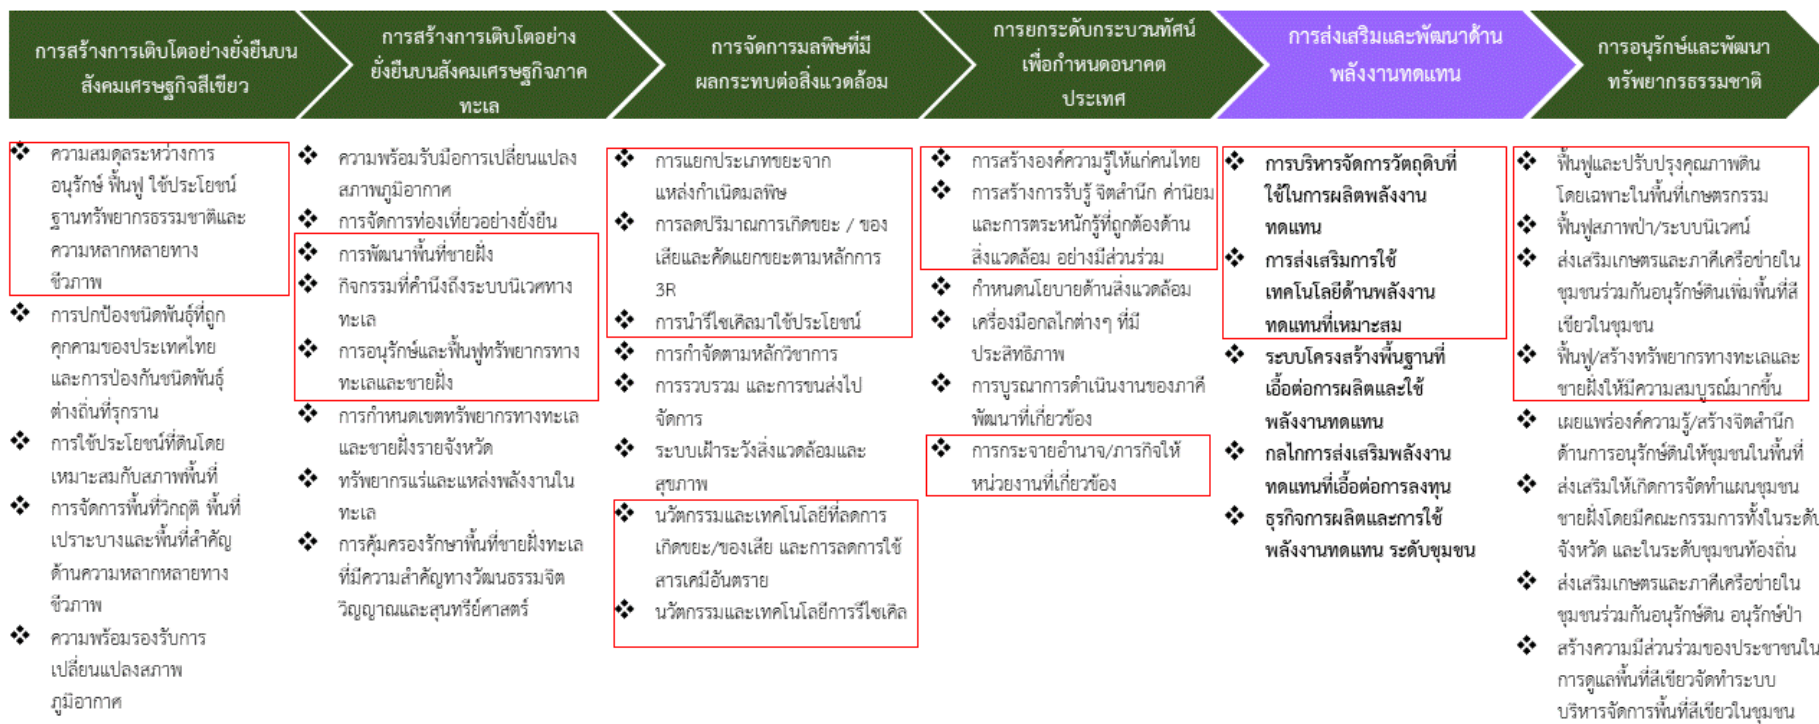 การสร้างการเติบโตอย่างยั่งยืนบน
สังคมเศรษฐกิจสีเขียว
การสร้างการเติบโตอย่าง
ยั่งยืนบนสังคมเศรษฐกิจภาค
ทะเล
การจัดการมลพิษที่มี
ผลกระทบต่อสิ่งแวดล้อม
การยกระดับกระบวนทัศน์
เพื่อกำหนดอนาคต
ประเทศ
การส่งเสริมและพัฒนาด้าน
พลังงานทดแทน
การอนุรักษ์และพัฒนา
ทรัพยากรธรรมชาติ
❖ ความสมดุลระหว่างการ
อนุรักษ์ ฟื้นฟู ใช้ประโยชน์
ฐานทรัพยากรธรรมชาติและ
ความหลากหลายทาง
ชีวภาพ
❖ การปกป้องชนิดพันธุ์ที่ถูก
คุกคามของประเทศไทย
และการป้องกันชนิดพันธุ์
ต่างถิ่นที่รุกราน
❖ การใช้ประโยชน์ที่ดินโดย
เหมาะสมกับสภาพพื้นที่
❖ การจัดการพื้นที่วิกฤติ พื้นที่
เปราะบางและพื้นที่สำคัญ
ด้านความหลากหลายทาง
ชีวภาพ
❖ ความพร้อมรองรับการ
เปลี่ยนแปลงสภาพ
ภูมิอากาศ
❖ ความพร้อมรับมือการเปลี่ยนแปลง
สภาพภูมิอากาศ
❖ การจัดการท่องเที่ยวอย่างยั่งยืน
❖ การพัฒนาพื้นที่ชายฝั่ง
❖ กิจกรรมที่คำนึงถึงระบบนิเวศทาง
ทะเล
❖ การอนุรักษ์และฟื้นฟูทรัพยากรทาง
ทะเลและชายฝั่ง
❖ การกำหนดเขตทรัพยากรทางทะเล
และชายฝั่งรายจังหวัด
❖ ทรัพยากรแร่และแหล่งพลังงานใน
ทะเล
❖ การคุ้มครองรักษาพื้นที่ชายฝั่งทะเล
ที่มีความสำคัญทางวัฒนธรรมจิต
วิญญาณและสุนทรีย์ศาสตร์
❖ การแยกประเภทขยะจาก
แหล่งกำเนิดมลพิษ
❖ การลดปริมาณการเกิดขยะ / ของ
เสียและคัดแยกขยะตามหลักการ
3R
❖ การนำรีไซเคิลมาใช้ประโยชน์
❖ การกำจัดตามหลักวิชาการ
❖ การรวบรวม และการขนส่งไป
จัดการ
❖ ระบบเฝ้าระวังสิ่งแวดล้อมและ
สุขภาพ
❖ นวัตกรรมและเทคโนโลยีที่ลดการ
เกิดขยะ/ของเสีย และการลดการใช้
สารเคมีอันตราย
❖ นวัตกรรมและเทคโนโลยีการรีไซเคิล
❖ การสร้างองค์ความรู้ให้แก่คนไทย
❖ การสร้างการรับรู้ จิตสำนึก ค่านิยม
และการตระหนักรู้ที่ถูกต้องด้าน
สิ่งแวดล้อม อย่างมีส่วนร่วม
❖ กำหนดนโยบายด้านสิ่งแวดล้อม
❖ เครื่องมือกลไกต่างๆ ที่มี
ประสิทธิภาพ
❖ การบูรณาการดำเนินงานของภาคี
พัฒนาที่เกี่ยวข้อง
❖ การกระจายอำนาจ/ภารกิจให้
หน่วยงานที่เกี่ยวข้อง
❖ การบริหารจัดการวัตถุดิบที่
ใช้ในการผลิตพลังงาน
ทดแทน
❖ การส่งเสริมการใช้
เทคโนโลยีด้านพลังงาน
ทดแทนที่เหมาะสม
❖ ระบบโครงสร้างพื้นฐานที่
เอื้อต่อการผลิตและใช้
พลังงานทดแทน
❖ กลไกการส่งเสริมพลังงาน
ทดแทนที่เอื้อต่อการลงทุน
❖ ธุรกิจการผลิตและการใช้
พลังงานทดแทน ระดับชุมชน
❖ ฟื้นฟูและปรับปรุงคุณภาพดิน
โดยเฉพาะในพื้นที่เกษตรกรรม
❖ ฟื้นฟูสภาพป่า/ระบบนิเวศน์
❖ ส่งเสริมเกษตรและภาคีเครือข่ายใน
ชุมชนร่วมกันอนุรักษ์ดินเพิ่มพื้นที่สี
เขียวในชุมชน
❖ ฟื้นฟู/สร้างทรัพยากรทางทะเลและ
ชายฝั่งให้มีความสมบูรณ์มากขึ้น
❖ เผยแพร่องค์ความรู้/สร้างจิตสำนึก
ด้านการอนุรักษ์ดินให้ชุมชนในพื้นที่
❖ ส่งเสริมให้เกิดการจัดทำแผนชุมชน
ชายฝั่งโดยมีคณะกรรมการทั้งในระดับ
จังหวัด และในระดับชุมชนท้องถิ่น
❖ ส่งเสริมเกษตรและภาคีเครือข่ายใน
ชุมชนร่วมกันอนุรักษ์ดิน อนุรักษ์ป่า
❖ สร้างความมีส่วนร่วมของประชาชนใน
การดูแลพื้นที่สีเขียวจัดทำระบบ
บริหารจัดการพื้นที่สีเขียวในชุมชน